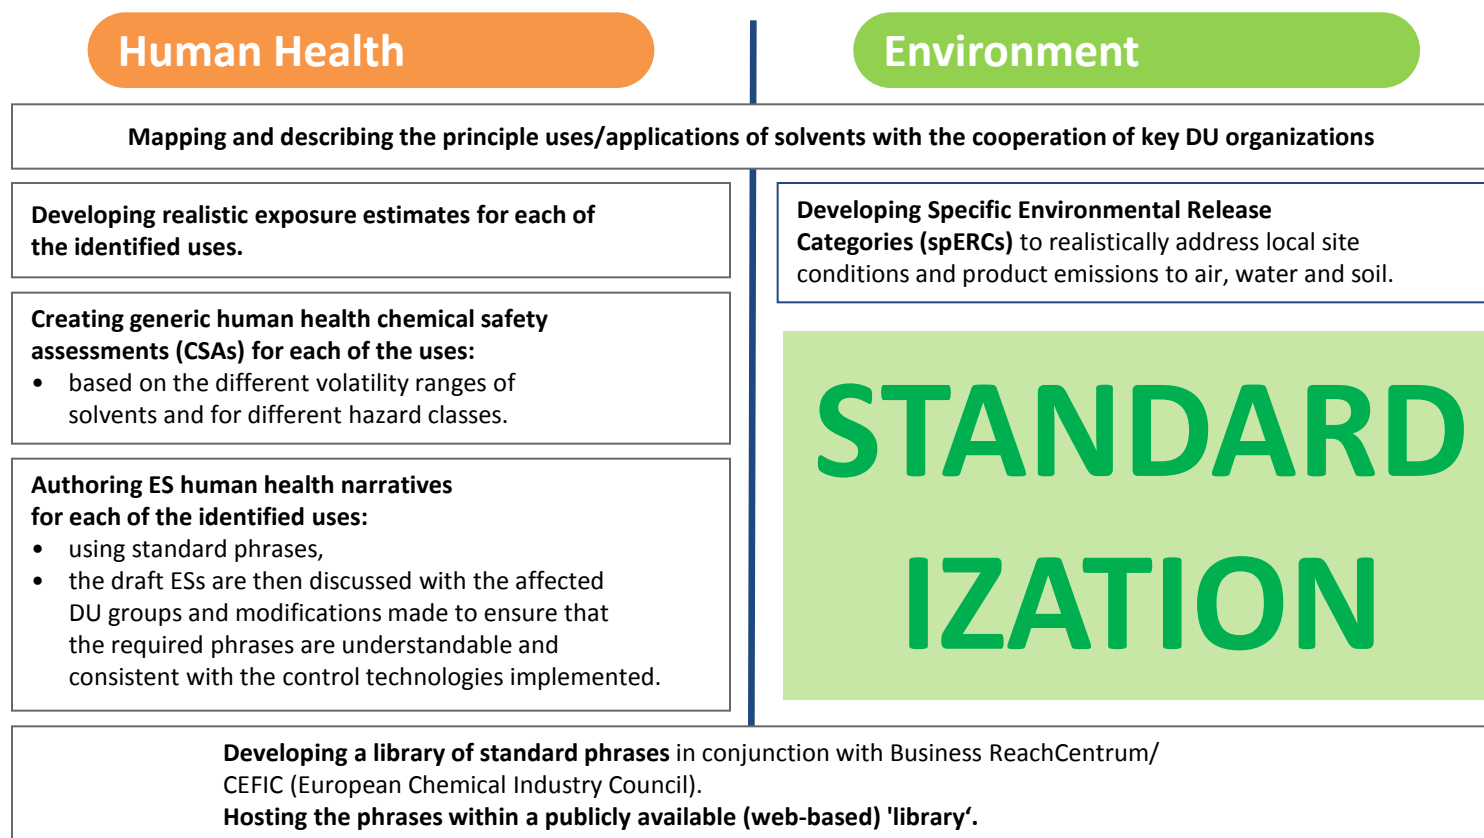 Human Health
Environment
Mapping and describing the principle uses/applications of solvents with the cooperation of key DU organizations
Developing realistic exposure estimates for each of
the identified uses.
Creating generic human health chemical safety
assessments (CSAs) for each of the uses:
• based on the different volatility ranges of
solvents and for different hazard classes.
Authoring ES human health narratives
for each of the identified uses:
• using standard phrases,
• the draft ESs are then discussed with the affected
DU groups and modifications made to ensure that
the required phrases are understandable and
consistent with the control technologies implemented.
Developing Specific Environmental Release
Categories (spERCs) to realistically address local site
conditions and product emissions to air, water and soil.
STANDARD
IZATION
Developing a library of standard phrases in conjunction with Business ReachCentrum/
CEFIC (European Chemical Industry Council).
Hosting the phrases within a publicly available (web-based) 'library‘.